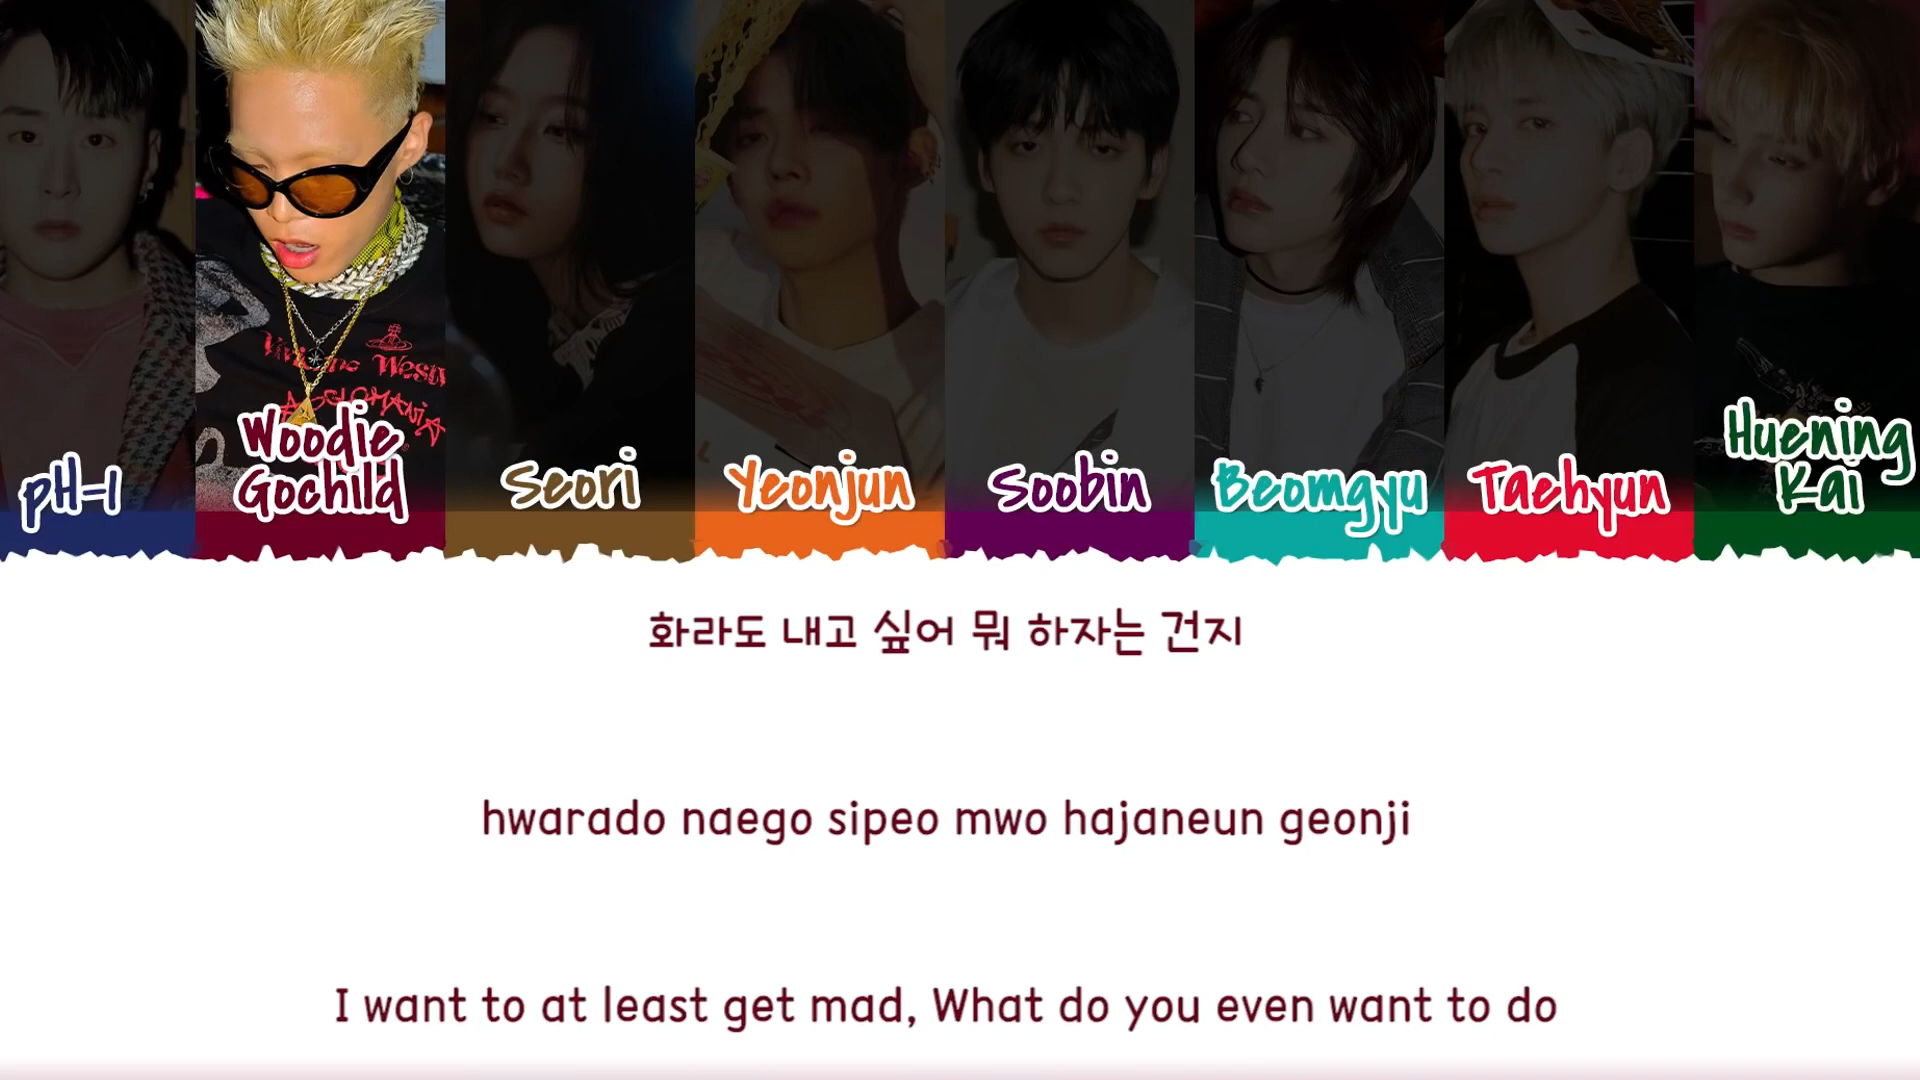 pH-1
Woodie
Gochild
Seori
Yeonjun
Soobin
Beomgyu
Taehyun
Huening
Kai
화라도 내고 싶어 뭐 하자는 건지
hwarado naego sipeo mwo hajaneun geonji
I want to at least get mad, What do you even want to do